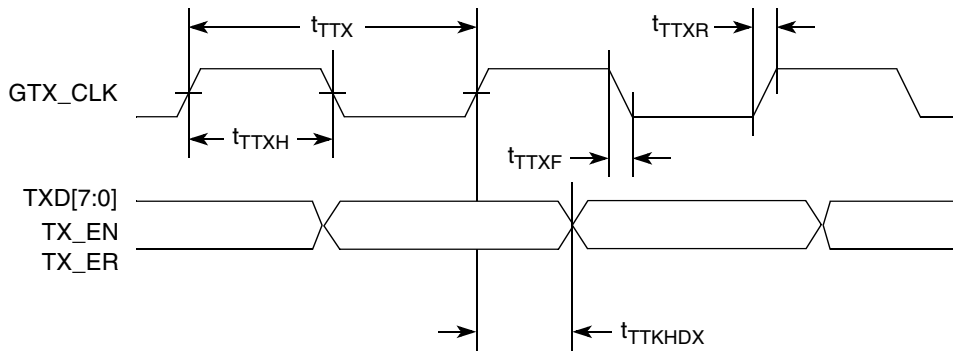 tTTX
tTTXR
GTX_CLK
tTTXH
tTTXF
TXD[7:0]
TX_EN
TX_ER
tTTKHDX